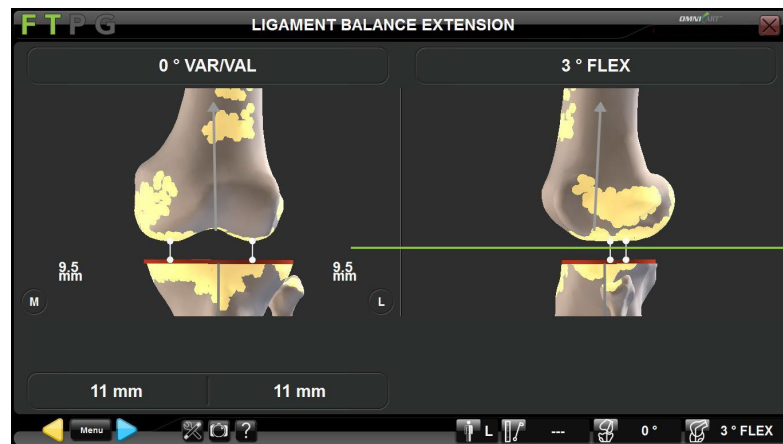 F T P G
LIGAMENT BALANCE EXTENSION
OMNI
0 ° VAR/VAL
3 ° FLEX
9.5
mm
9.5
mm
M
L
11 mm
11 mm
Menu
?
L
---
0 °
3 ° FLEX